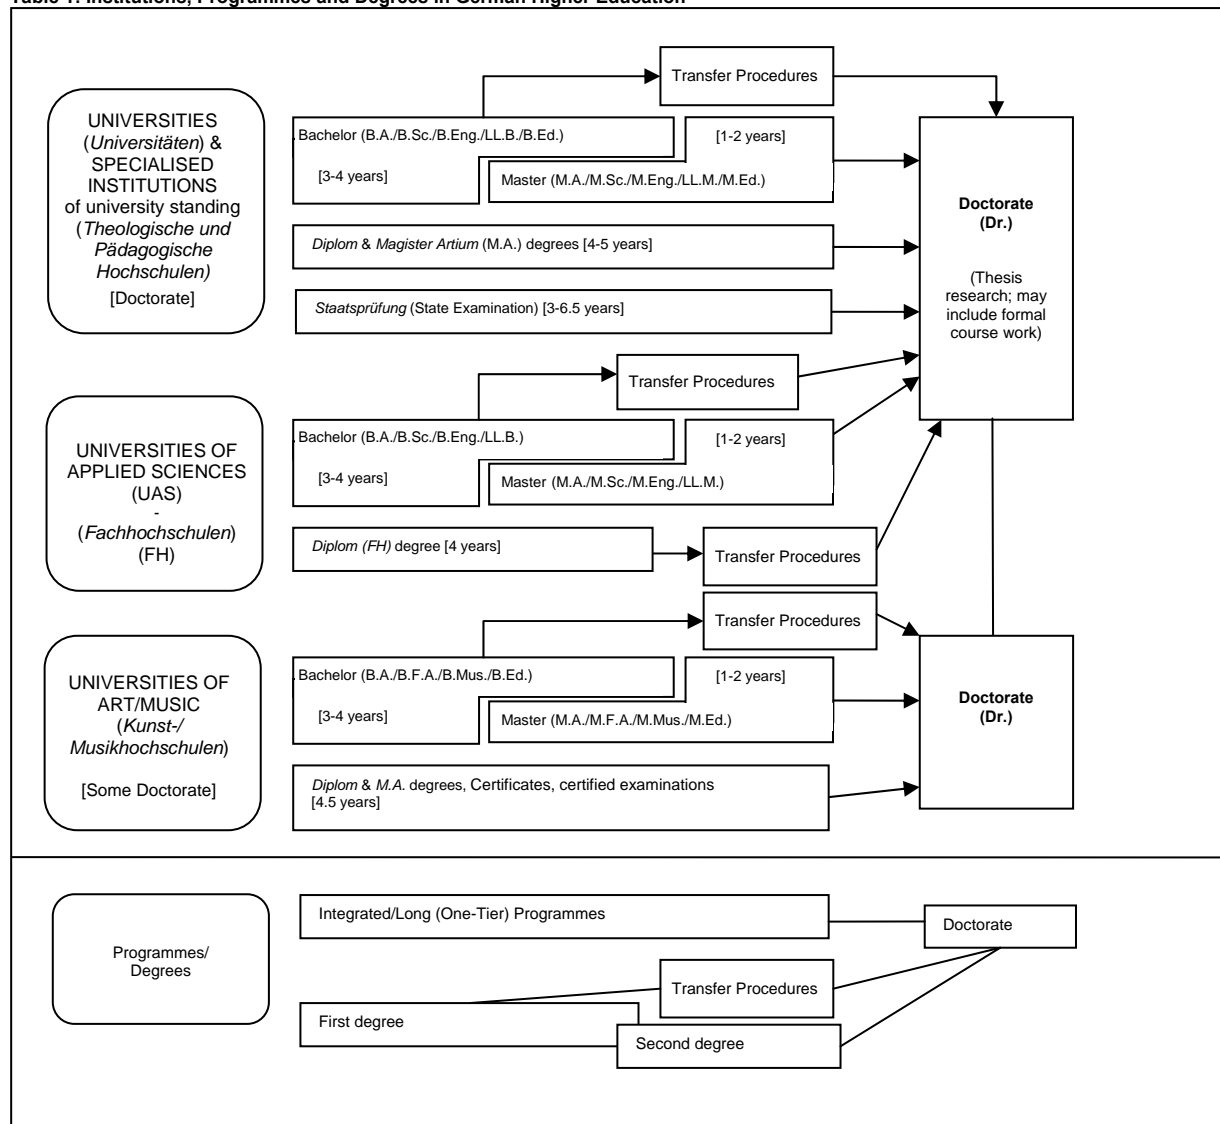 Table 1: Institutions, Programmes and Degrees in German Higher Education
Transfer Procedures
UNIVERSITIES
(Universitäten) &
SPECIALISED
INSTITUTIONS
of university standing
(Theologische und
Pädagogische
Hochschulen)
[Doctorate]
Bachelor (B.A./B.Sc./B.Eng./LL.B./B.Ed.)
[3-4 years]
[1-2 years]
Master (M.A./M.Sc./M.Eng./LL.M./M.Ed.)
Diplom & Magister Artium (M.A.) degrees [4-5 years]
Staatsprüfung (State Examination) [3-6.5 years]
Doctorate
(Dr.)
(Thesis
research; may
include formal
course work)
Transfer Procedures
UNIVERSITIES OF
APPLIED SCIENCES
(UAS)
-
(Fachhochschulen)
(FH)
Bachelor (B.A./B.Sc./B.Eng./LL.B.)
[3-4 years]
[1-2 years]
Master (M.A./M.Sc./M.Eng./LL.M.)
Diplom (FH) degree [4 years]
Transfer Procedures
Transfer Procedures
UNIVERSITIES OF
ART/MUSIC
(Kunst-/
Musikhochschulen)
[Some Doctorate]
Bachelor (B.A./B.F.A./B.Mus./B.Ed.)
[3-4 years]
[1-2 years]
Master (M.A./M.F.A./M.Mus./M.Ed.)
Diplom & M.A. degrees, Certificates, certified examinations
[4.5 years]
Doctorate
(Dr.)
Programmes/
Degrees
Integrated/Long (One-Tier) Programmes
Doctorate
Transfer Procedures
First degree
Second degree